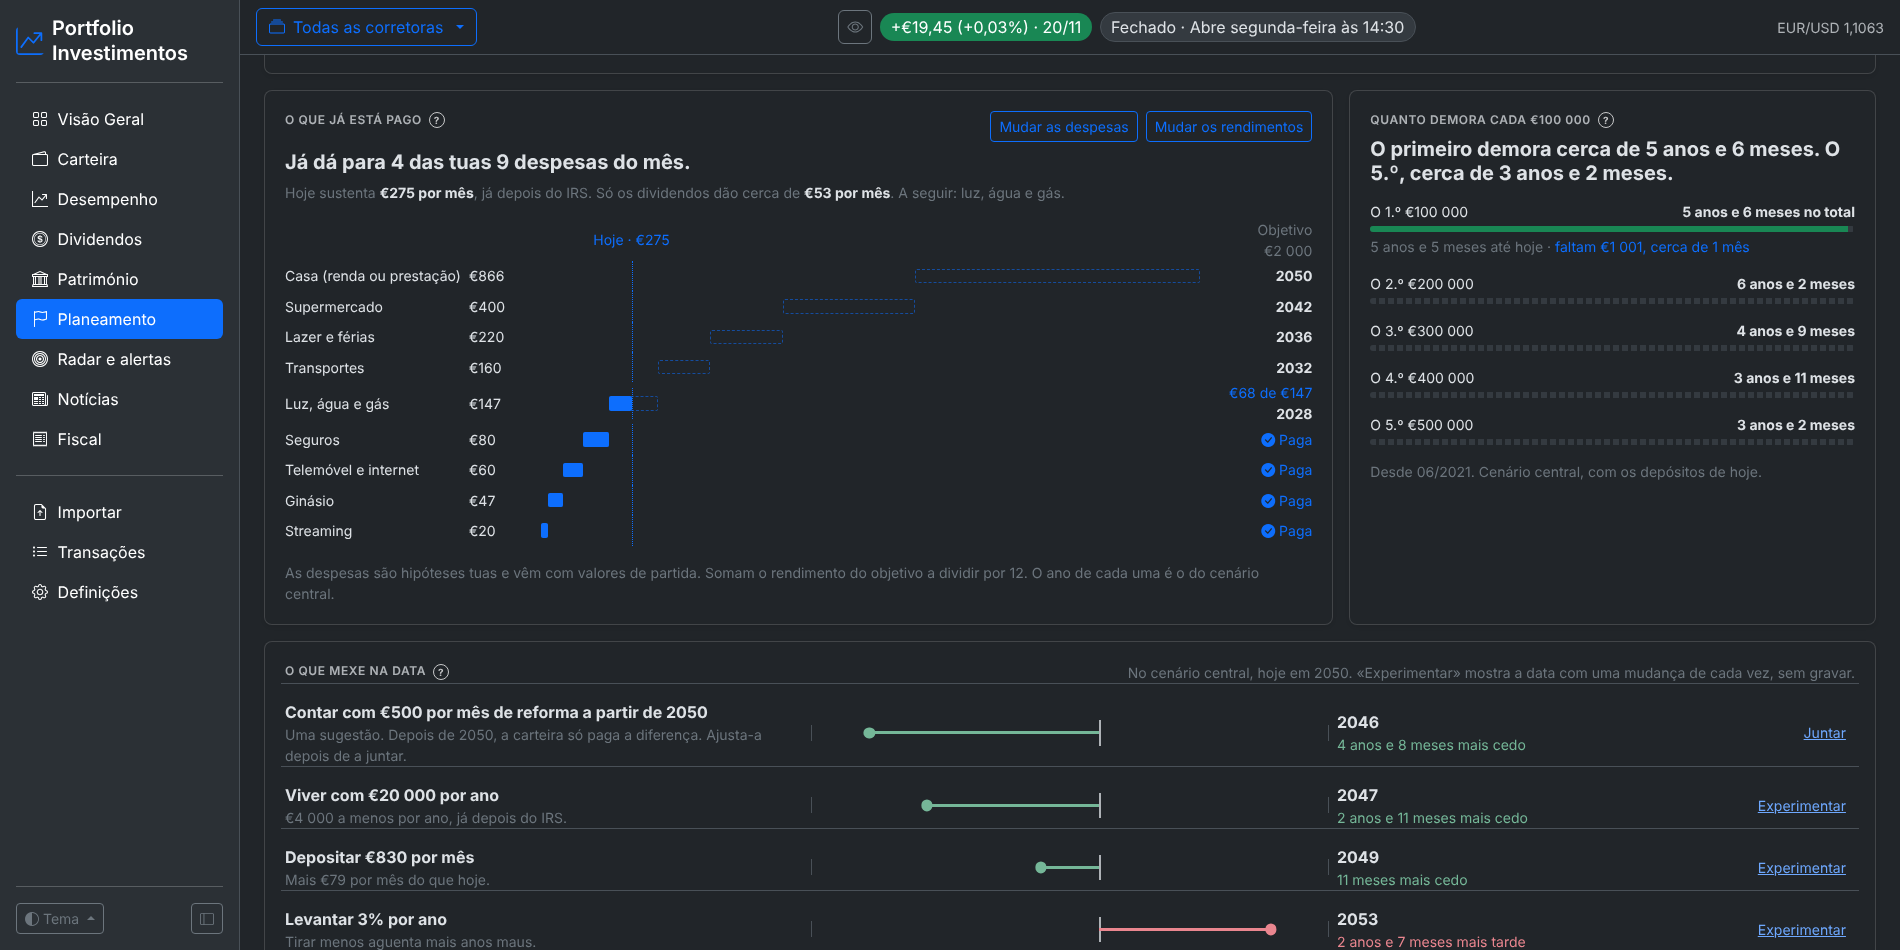 Portfolio
Investimentos
Visão Geral
Carteira
Desempenho
Dividendos
Património
Planeamento
Radar e alertas
Notícias
Fiscal
Importar
Transações
Definições
Tema
Todas as corretoras
+€19,45 (+0,03%) · 20/11
Fechado · Abre segunda-feira às 14:30
EUR/USD 1,1063
O QUE JÁ ESTÁ PAGO ?
Mudar as despesas
Mudar os rendimentos
Já dá para 4 das tuas 9 despesas do mês.
Hoje sustenta €275 por mês, já depois do IRS. Só os dividendos dão cerca de €53 por mês. A seguir: luz, água e gás.
Hoje · €275
Objetivo
€2 000
Casa (renda ou prestação) €866 2050
Supermercado €400 2042
Lazer e férias €220 2036
Transportes €160 2032
Luz, água e gás €147 €68 de €147
2028
Seguros €80 Paga
Telemóvel e internet €60 Paga
Ginásio €47 Paga
Streaming €20 Paga
As despesas são hipóteses tuas e vêm com valores de partida. Somam o rendimento do objetivo a dividir por 12. O ano de cada uma é o do cenário
central.
QUANTO DEMORA CADA €100 000 ?
O primeiro demora cerca de 5 anos e 6 meses. O
5.º, cerca de 3 anos e 2 meses.
O 1.º €100 000 5 anos e 6 meses no total
5 anos e 5 meses até hoje · faltam €1 001, cerca de 1 mês
O 2.º €200 000 6 anos e 2 meses
O 3.º €300 000 4 anos e 9 meses
O 4.º €400 000 3 anos e 11 meses
O 5.º €500 000 3 anos e 2 meses
Desde 06/2021. Cenário central, com os depósitos de hoje.
O QUE MEXE NA DATA ?
No cenário central, hoje em 2050. «Experimentar» mostra a data com uma mudança de cada vez, sem gravar.
Contar com €500 por mês de reforma a partir de 2050
Uma sugestão. Depois de 2050, a carteira só paga a diferença. Ajusta-a
depois de a juntar.
2046
4 anos e 8 meses mais cedo
Juntar
Viver com €20 000 por ano
€4 000 a menos por ano, já depois do IRS.
2047
2 anos e 11 meses mais cedo
Experimentar
Depositar €830 por mês
Mais €79 por mês do que hoje.
2049
11 meses mais cedo
Experimentar
Levantar 3% por ano
Tirar menos aguenta mais anos maus.
2053
2 anos e 7 meses mais tarde
Experimentar